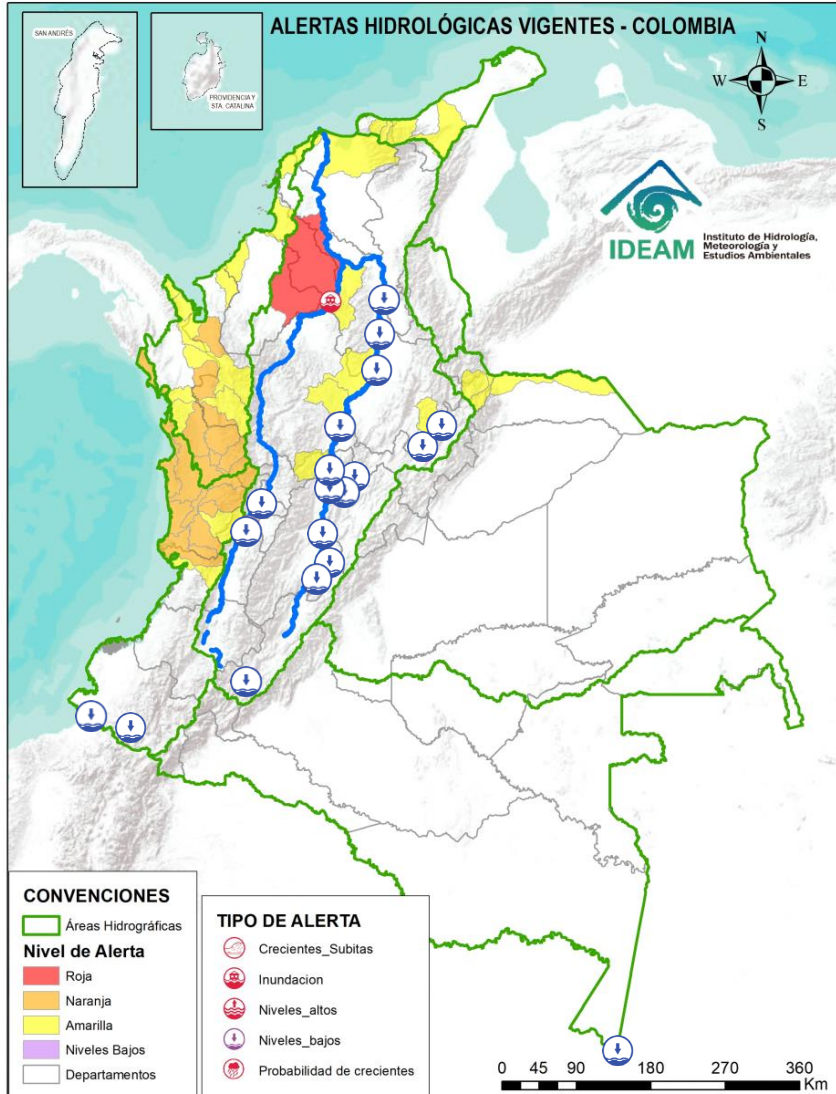 ALERTAS HIDROLÓGICAS VIGENTES - COLOMBIA
SAN ANDRÉS
PROVIDENCIA Y
STA. CATALINA
N
W
E
S
IDEAM
Instituto de Hidrología,
Meteorología y
Estudios Ambientales
CONVENCIONES
Áreas Hidrográficas
Nivel de Alerta
Roja
Naranja
Amarilla
Niveles Bajos
Departamentos
TIPO DE ALERTA
Crecientes_Subitas
Inundacion
Niveles_altos
Niveles_bajos
Probabilidad de crecientes
0 45 90 180 270 360
Km